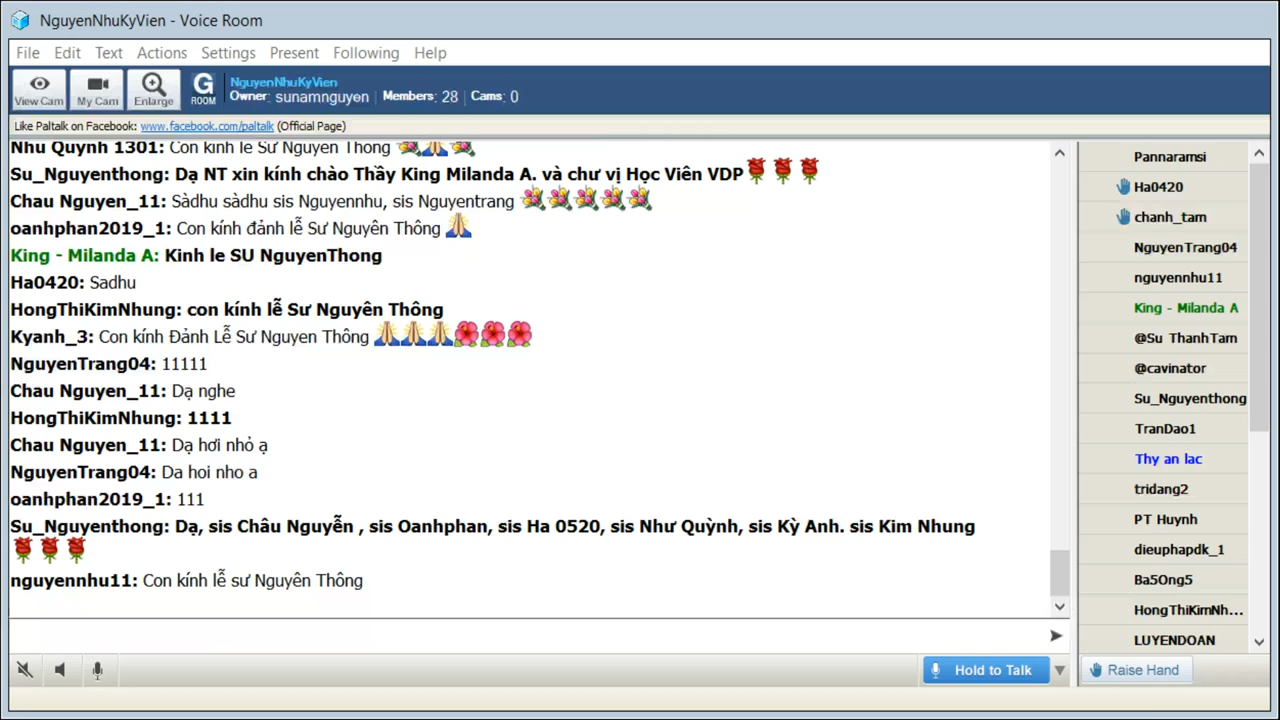 NguyenNhuKyVien - Voice Room
File Edit Text Actions Settings Present Following Help
View Cam My Cam Enlarge G ROOM
NguyenNhuKyVien
Owner: sunamnguyen Members: 28 Cams: 0
Like Paltalk on Facebook: www.facebook.com/paltalk (Official Page)
Nhu Quynh 1301: Con kinh le Sư Nguyen Thong
Su_Nguyenthong: Dạ NT xin kính chào Thầy King Milanda A. và chư vị Học Viên VDP
Chau Nguyen_11: Sàdhu sàdhu sis Nguyennhu, sis Nguyentrang
oanhphan2019_1: Con kính đảnh lễ Sư Nguyên Thông
King - Milanda A: Kinh le SU NguyenThong
Ha0420: Sadhu
HongThiKimNhung: con kính lễ Sư Nguyên Thông
Kyanh_3: Con kính Đảnh Lễ Sư Nguyen Thông
NguyenTrang04: 11111
Chau Nguyen_11: Dạ nghe
HongThiKimNhung: 1111
Chau Nguyen_11: Dạ hơi nhỏ ạ
NguyenTrang04: Da hoi nho a
oanhphan2019_1: 111
Su_Nguyenthong: Dạ, sis Châu Nguyễn , sis Oanhphan, sis Ha 0520, sis Như Quỳnh, sis Kỳ Anh. sis Kim Nhung
nguyennhu11: Con kính lễ sư Nguyên Thông
Pannaramsi
Ha0420
chanh_tam
NguyenTrang04
nguyennhu11
King - Milanda A
@Su ThanhTam
@cavinator
Su_Nguyenthong
TranDao1
Thy an lac
tridang2
PT Huynh
dieuphapdk_1
Ba5Ong5
HongThiKimNh...
LUYENDOAN
Hold to Talk
Raise Hand